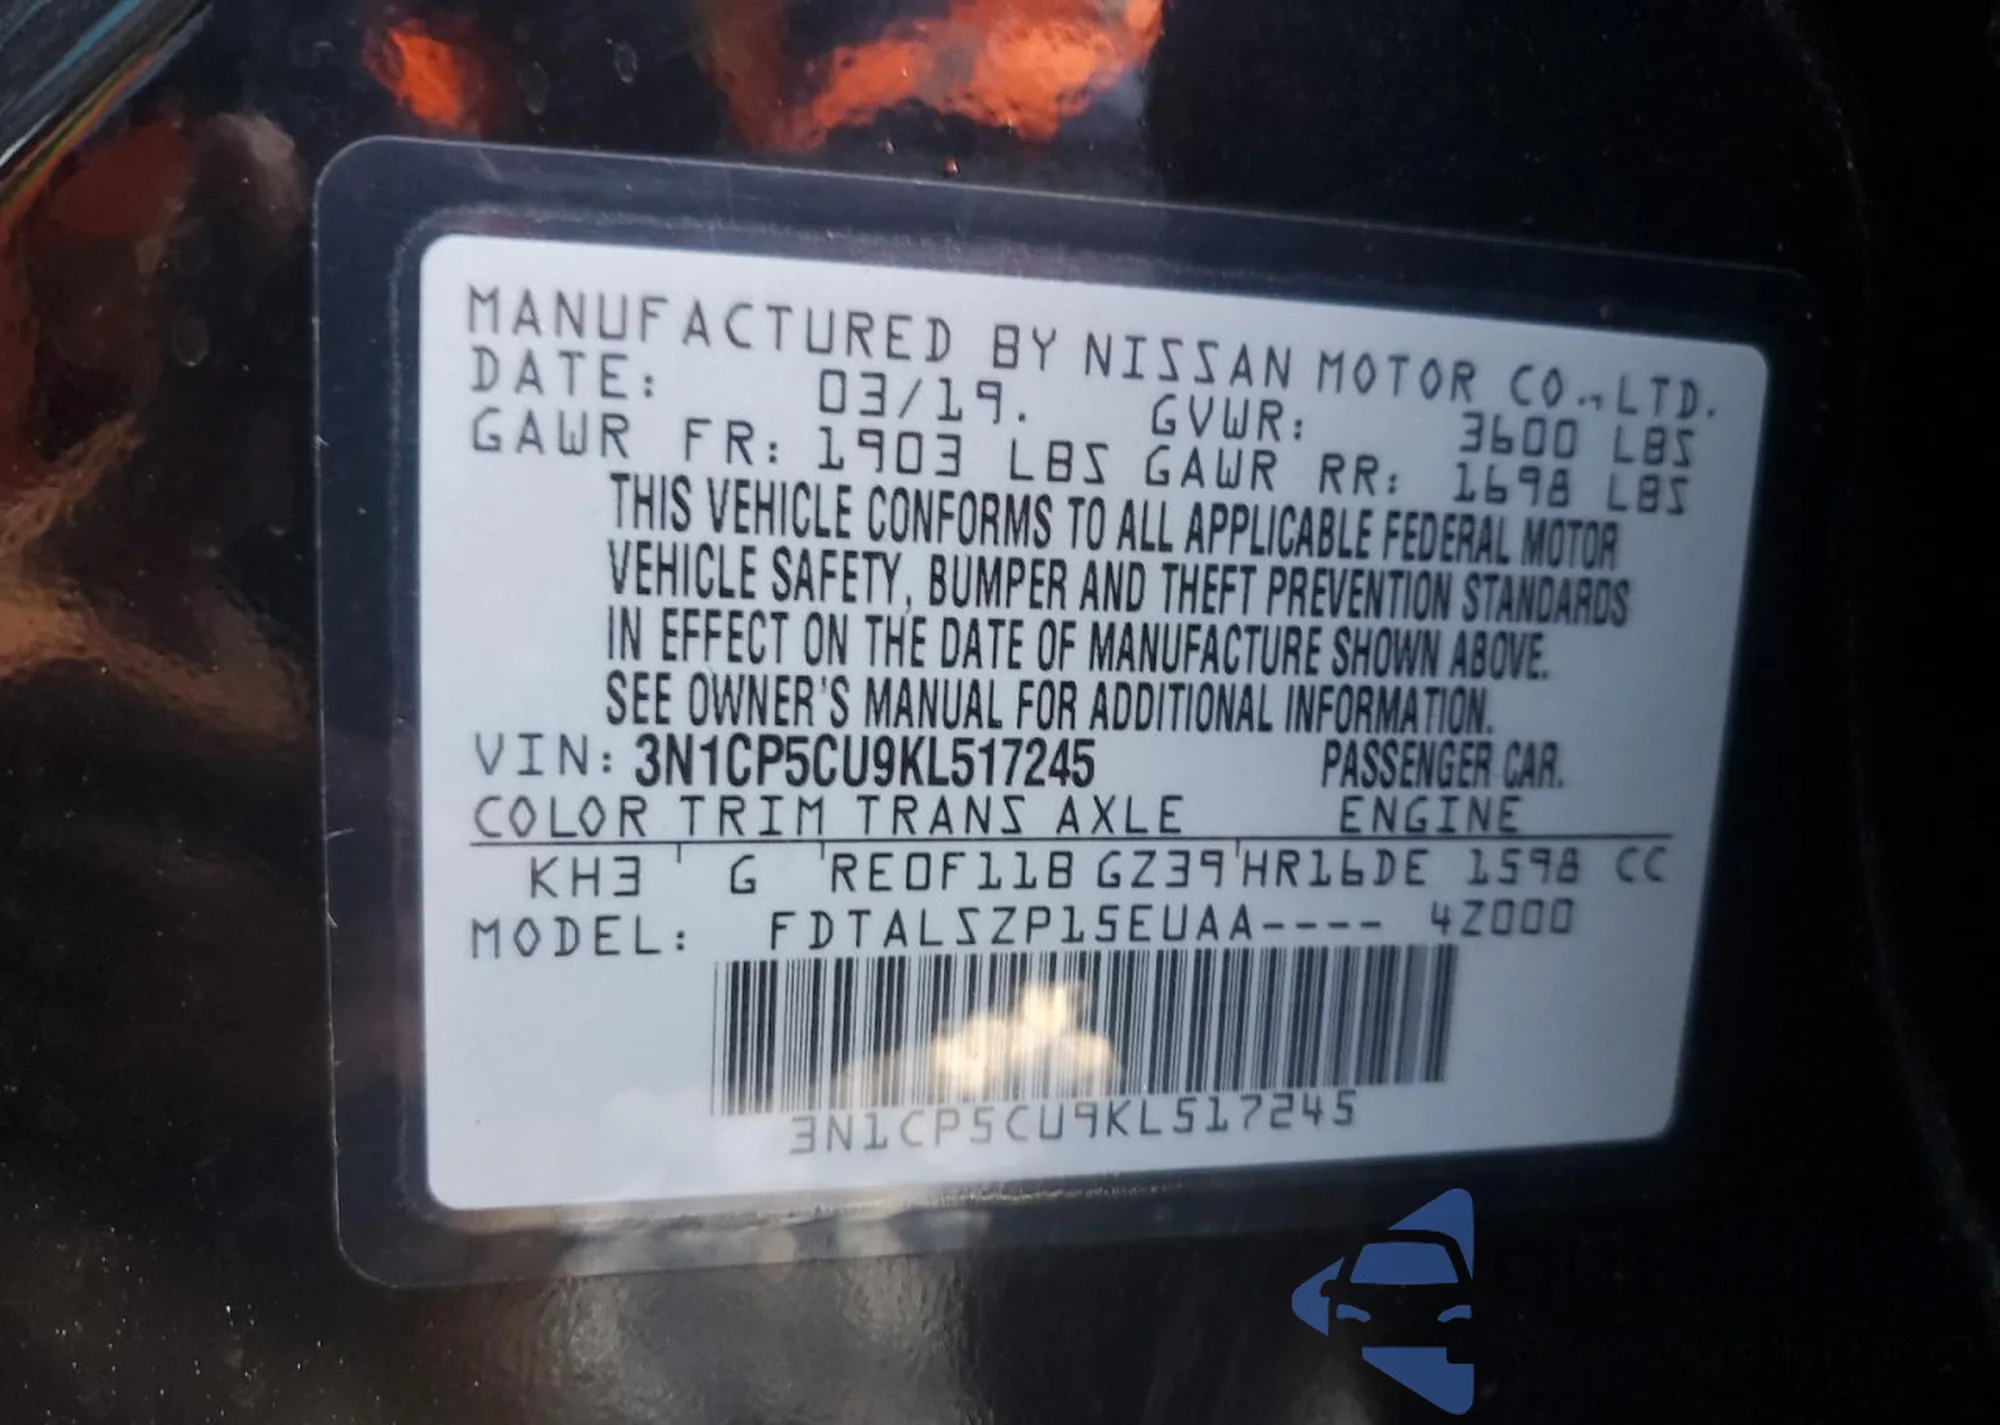 MANUFACTURED BY NISSAN MOTOR CO.,LTD.
DATE: 03/19. GVWR: 3600 LBS
GAWR FR: 1903 LBS GAWR RR: 1698 LBS
THIS VEHICLE CONFORMS TO ALL APPLICABLE FEDERAL MOTOR
VEHICLE SAFETY, BUMPER AND THEFT PREVENTION STANDARDS
IN EFFECT ON THE DATE OF MANUFACTURE SHOWN ABOVE.
SEE OWNER'S MANUAL FOR ADDITIONAL INFORMATION.
VIN: 3N1CP5CU9KL517245 PASSENGER CAR.
COLOR TRIM TRANS AXLE ENGINE
KH3 G RE0F11B GZ39 HR16DE 1598 CC
MODEL: FDTALSZP15EUAA---- 4Z000
3N1CP5CU9KL517245